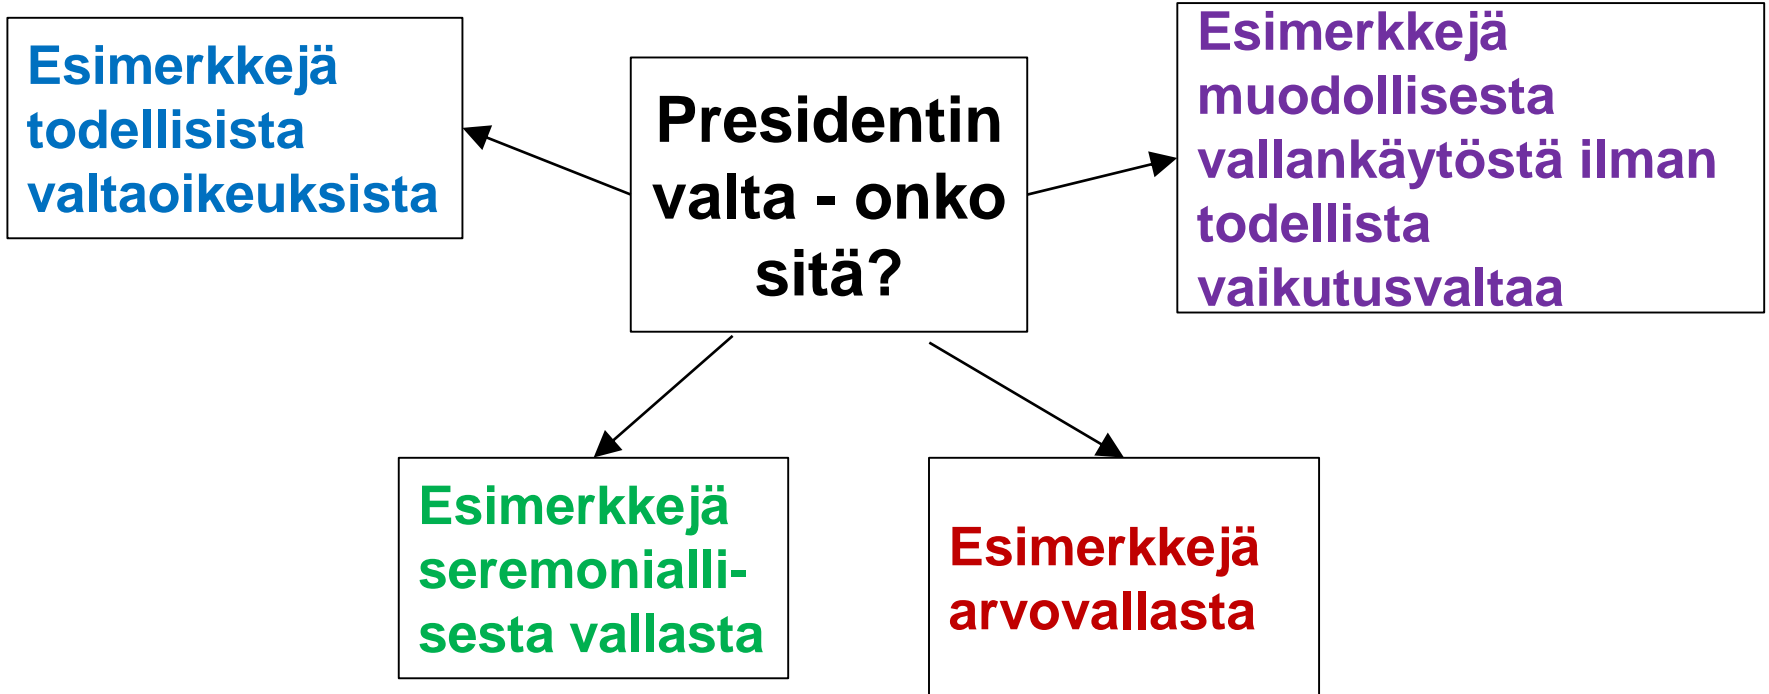 Esimerkkejä
todellisista
valtaoikeuksista
Presidentin
valta - onko
sitä?
Esimerkkejä
muodollisesta
vallankäytöstä ilman
todellista
vaikutusvaltaa
Esimerkkejä
seremonialli-
sesta vallasta
Esimerkkejä
arvovallasta